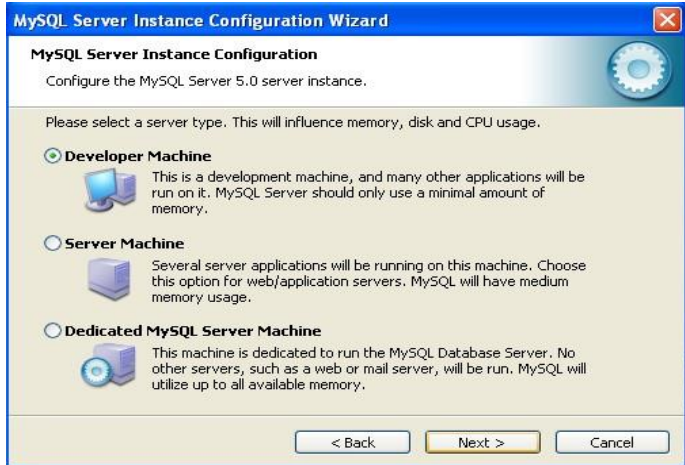 MySQL Server Instance Configuration Wizard
MySQL Server Instance Configuration
Configure the MySQL Server 5.0 server instance.
Please select a server type. This will influence memory, disk and CPU usage.
Developer Machine
This is a development machine, and many other applications will be
run on it. MySQL Server should only use a minimal amount of
memory.
Server Machine
Several server applications will be running on this machine. Choose
this option for web/application servers. MySQL will have medium
memory usage.
Dedicated MySQL Server Machine
This machine is dedicated to run the MySQL Database Server. No
other servers, such as a web or mail server, will be run. MySQL will
utilize up to all available memory.
< Back Next > Cancel